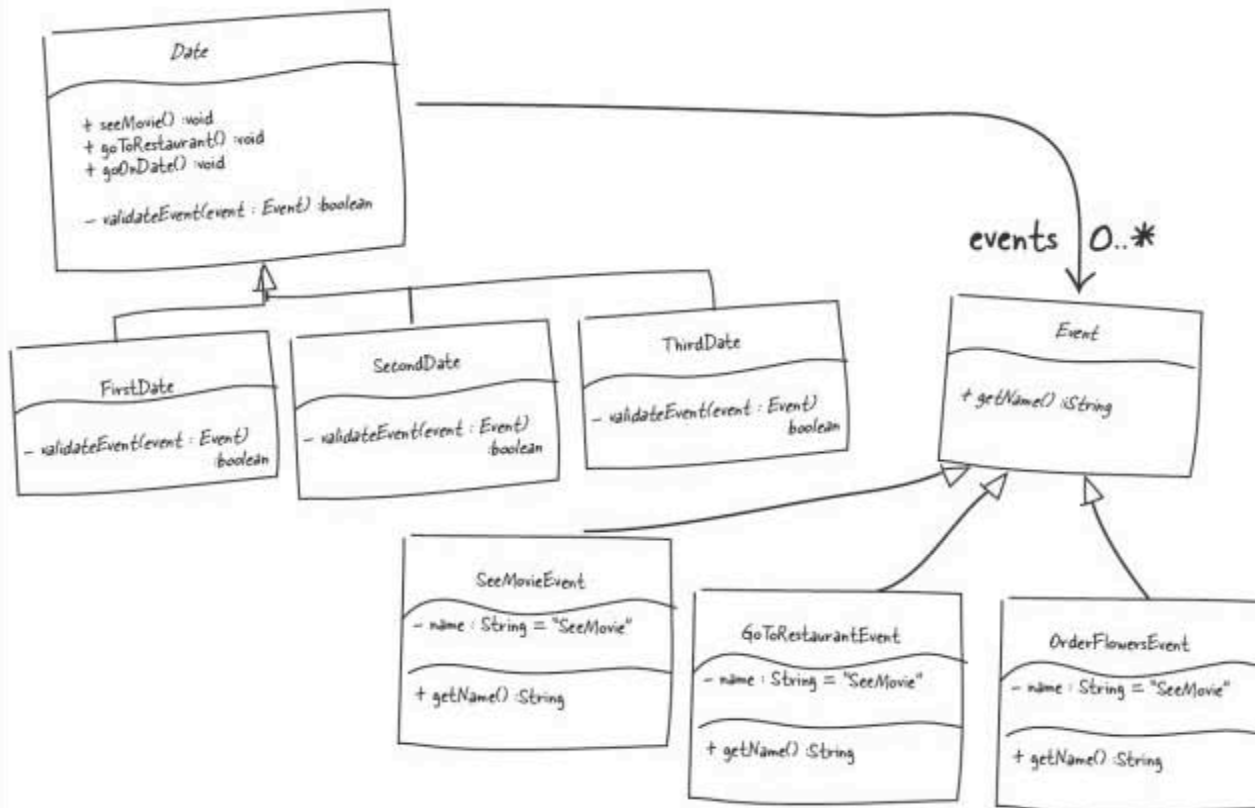 Date
+ seeMovie() :void
+ goToRestaurant() :void
+ goOnDate() :void
- validateEvent(event : Event) :boolean
events 0..*
FirstDate
- validateEvent(event : Event)
:boolean
SecondDate
- validateEvent(event : Event)
:boolean
ThirdDate
- validateEvent(event : Event)
boolean
Event
+ getName() :String
SeeMovieEvent
- name : String = "SeeMovie"
+ getName() :String
GoToRestaurantEvent
- name : String = "SeeMovie"
+ getName() :String
OrderFlowersEvent
- name : String = "SeeMovie"
+ getName() :String